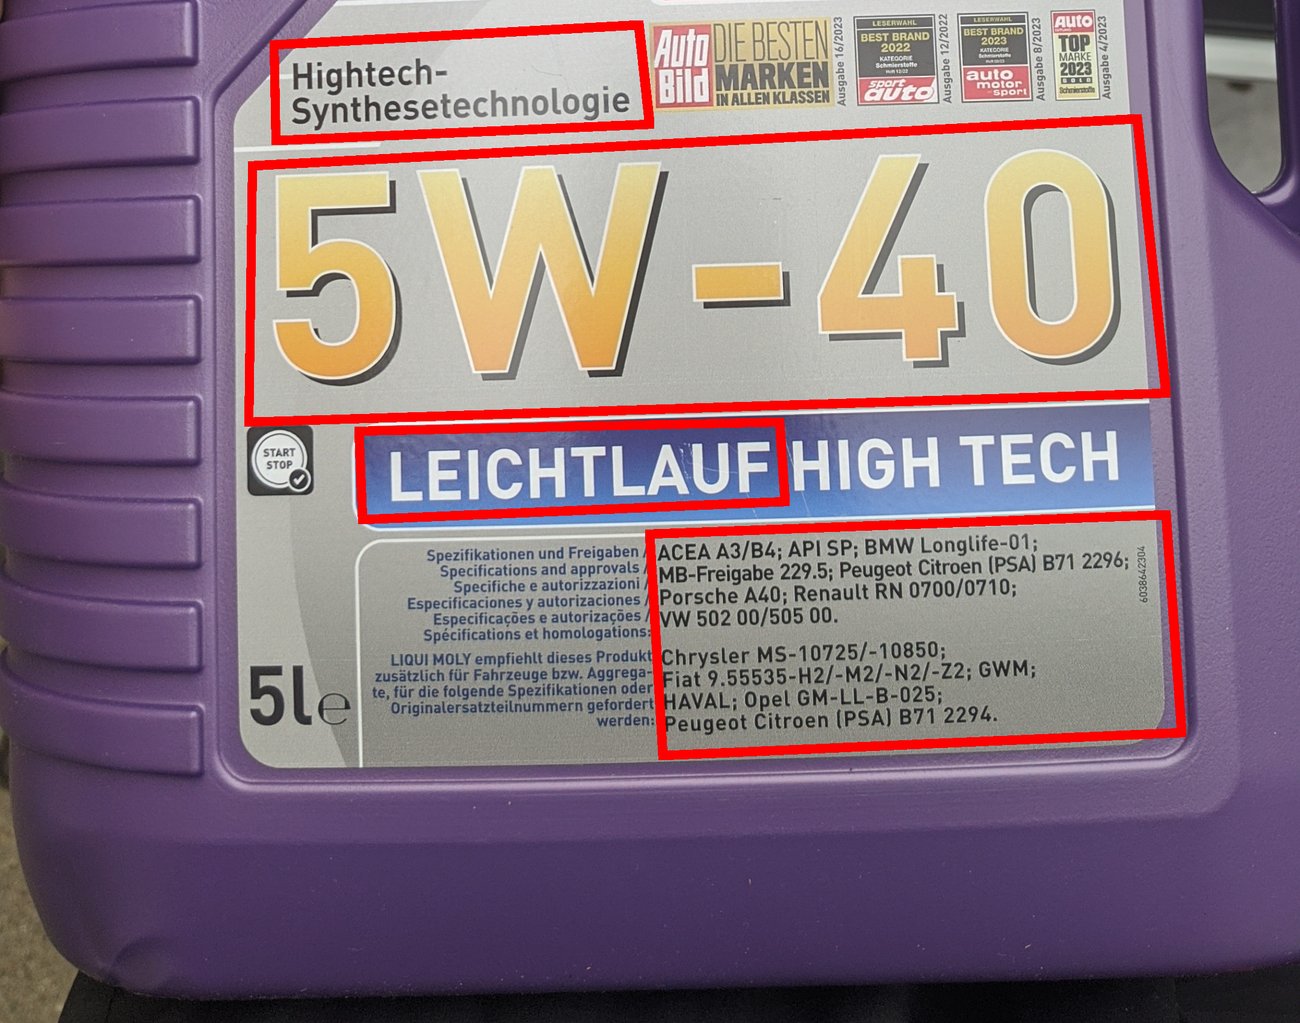 Hightech-
Synthesetechnologie
Auto
Bild
DIE BESTEN
MARKEN
IN ALLEN KLASSEN
Ausgabe 16/2023
LESERWAHL
BEST BRAND
2022
KATEGORIE
Schmierstoffe
sport
auto
Ausgabe 12/2022
LESERWAHL
BEST BRAND
2023
KATEGORIE
Schmierstoffe
auto
motor
sport
Ausgabe 8/2023
Auto
TOP
MARKE
2023
GOLD
Schmierstoffe
Ausgabe 4/2023
5W-40
START
STOP
LEICHTLAUF HIGH TECH
Spezifikationen und Freigaben /
Specifications and approvals /
Specifiche e autorizzazioni /
Especificaciones y autorizaciones /
Especificações e autorizações /
Spécifications et homologations:
ACEA A3/B4; API SP; BMW Longlife-01;
MB-Freigabe 229.5; Peugeot Citroen (PSA) B71 2296;
Porsche A40; Renault RN 0700/0710;
VW 502 00/505 00.
6038642304
LIQUI MOLY empfiehlt dieses Produkt
zusätzlich für Fahrzeuge bzw. Aggrega-
te, für die folgende Spezifikationen oder
Originalersatzteilnummern gefordert
werden:
Chrysler MS-10725/-10850;
Fiat 9.55535-H2/-M2/-N2/-Z2; GWM;
HAVAL; Opel GM-LL-B-025;
Peugeot Citroen (PSA) B71 2294.
5l℮